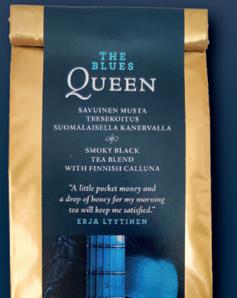 THE
BLUES
QUEEN
SAVUINEN MUSTA
TEESEKOITUS
SUOMALAISELLA KANERVALLA
SMOKY BLACK
TEA BLEND
WITH FINNISH CALLUNA
"A little pocket money and
a drop of honey for my morning
tea will keep me satisfied."
ERJA LYYTINEN